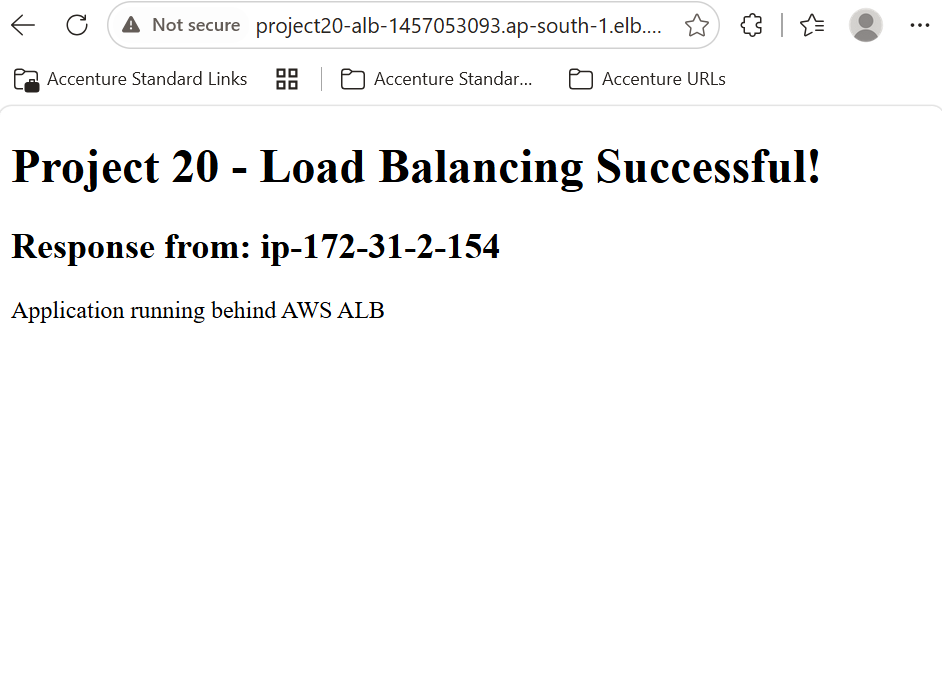 Not secure project20-alb-1457053093.ap-south-1.elb....
Accenture Standard Links Accenture Standar... Accenture URLs
Project 20 - Load Balancing Successful!
Response from: ip-172-31-2-154
Application running behind AWS ALB